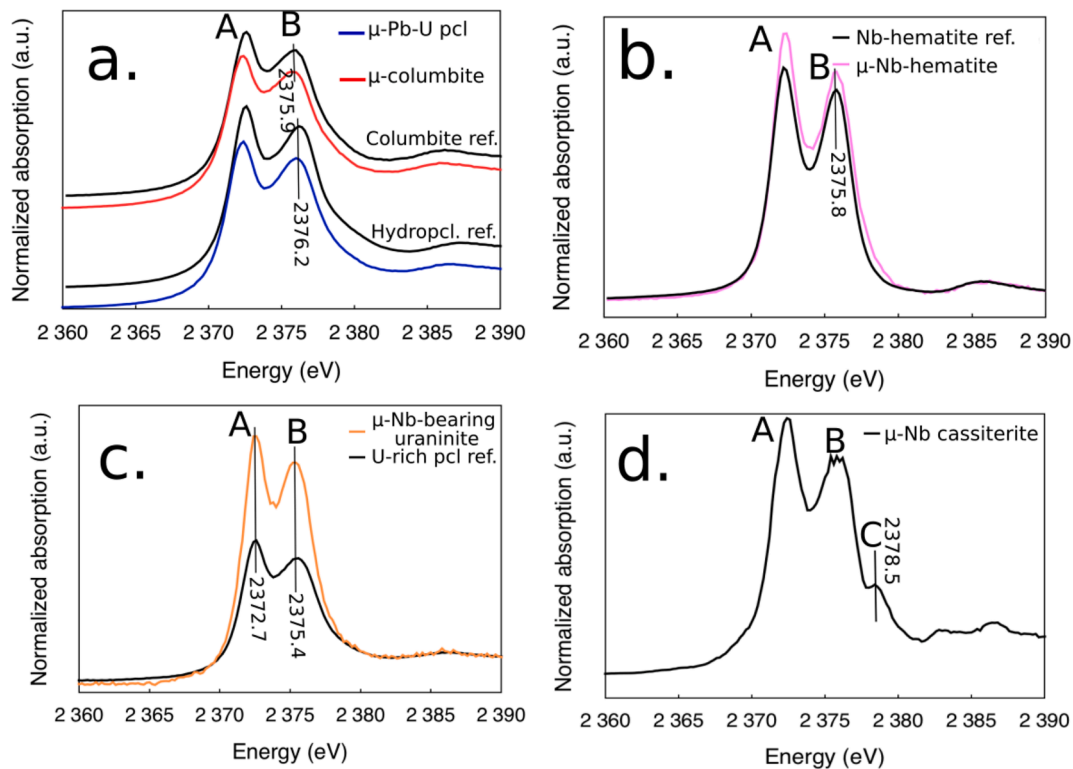 a.
A
B
μ-Pb-U pcl
μ-columbite
2375.9
Columbite ref.
Hydropcl. ref.
2376.2
Normalized absorption (a.u.)
2 360 2 365 2 370 2 375 2 380 2 385 2 390
Energy (eV)
b.
A
B
Nb-hematite ref.
μ-Nb-hematite
2375.8
Normalized absorption (a.u.)
2 360 2 365 2 370 2 375 2 380 2 385 2 390
Energy (eV)
c.
A
B
μ-Nb-bearing
uraninite
U-rich pcl ref.
2372.7
2375.4
Normalized absorption (a.u.)
2 360 2 365 2 370 2 375 2 380 2 385 2 390
Energy (eV)
d.
A
B
C
μ-Nb cassiterite
2378.5
Normalized absorption (a.u.)
2 360 2 365 2 370 2 375 2 380 2 385 2 390
Energy (eV)